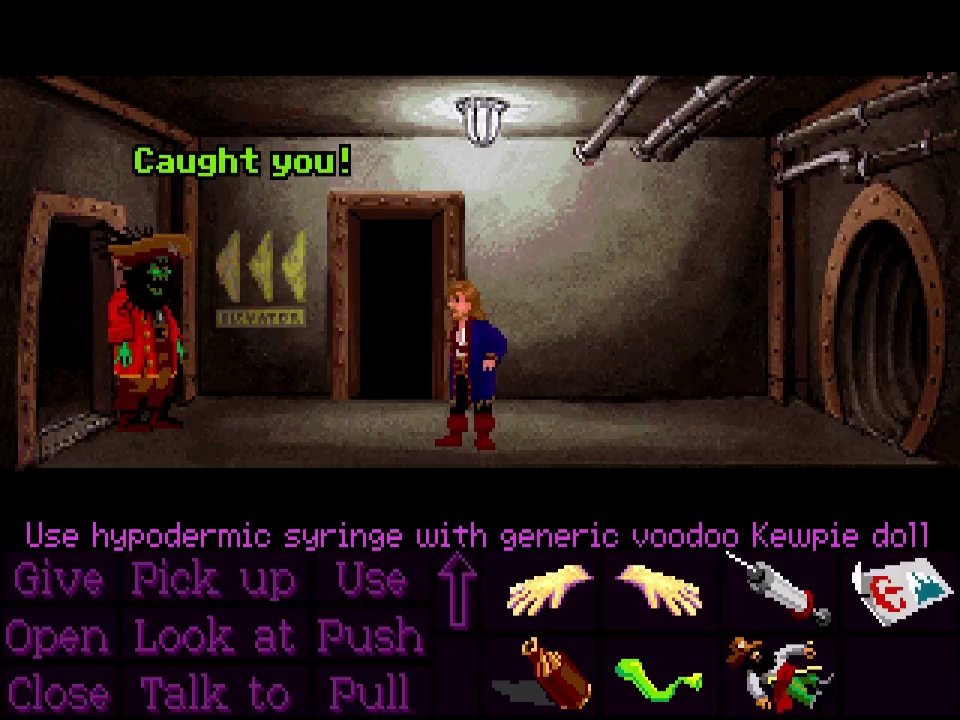 Caught you!
ELEVATOR
Use hypodermic syringe with generic voodoo Kewpie doll
Give Pick up Use
Open Look at Push
Close Talk to Pull